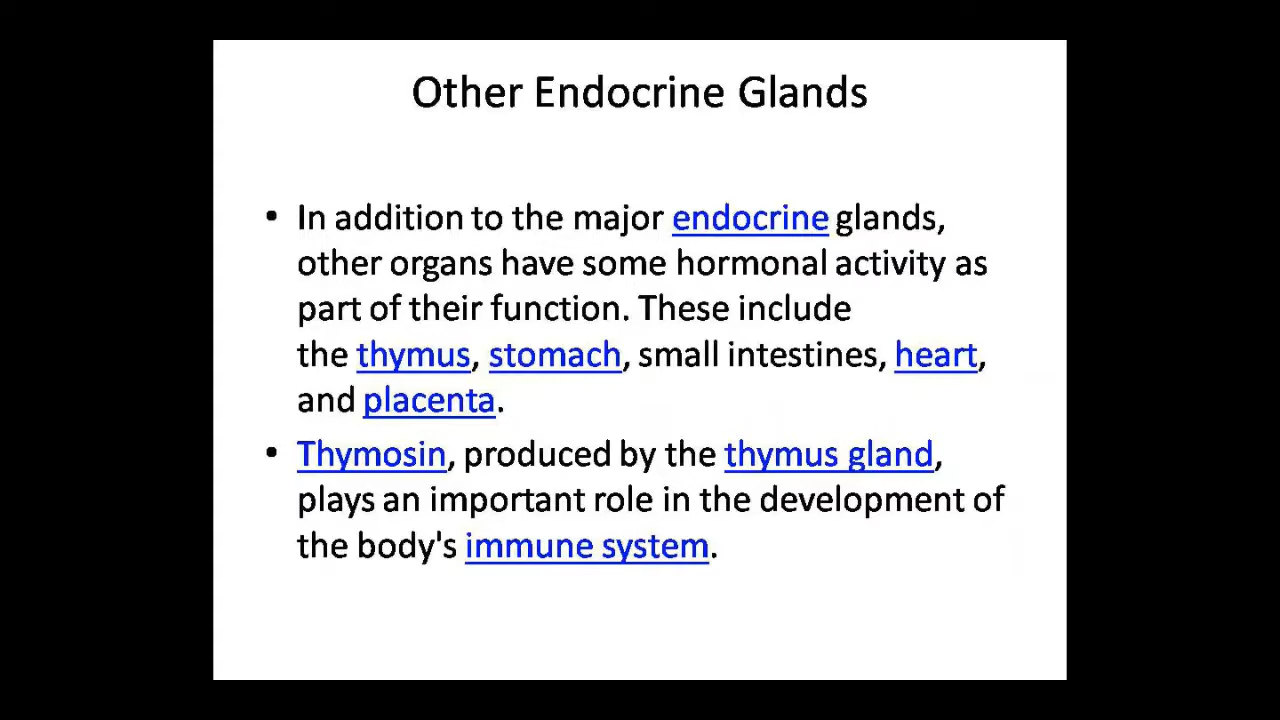 Other Endocrine Glands
• In addition to the major endocrine glands,
other organs have some hormonal activity as
part of their function. These include
the thymus, stomach, small intestines, heart,
and placenta.
• Thymosin, produced by the thymus gland,
plays an important role in the development of
the body's immune system.